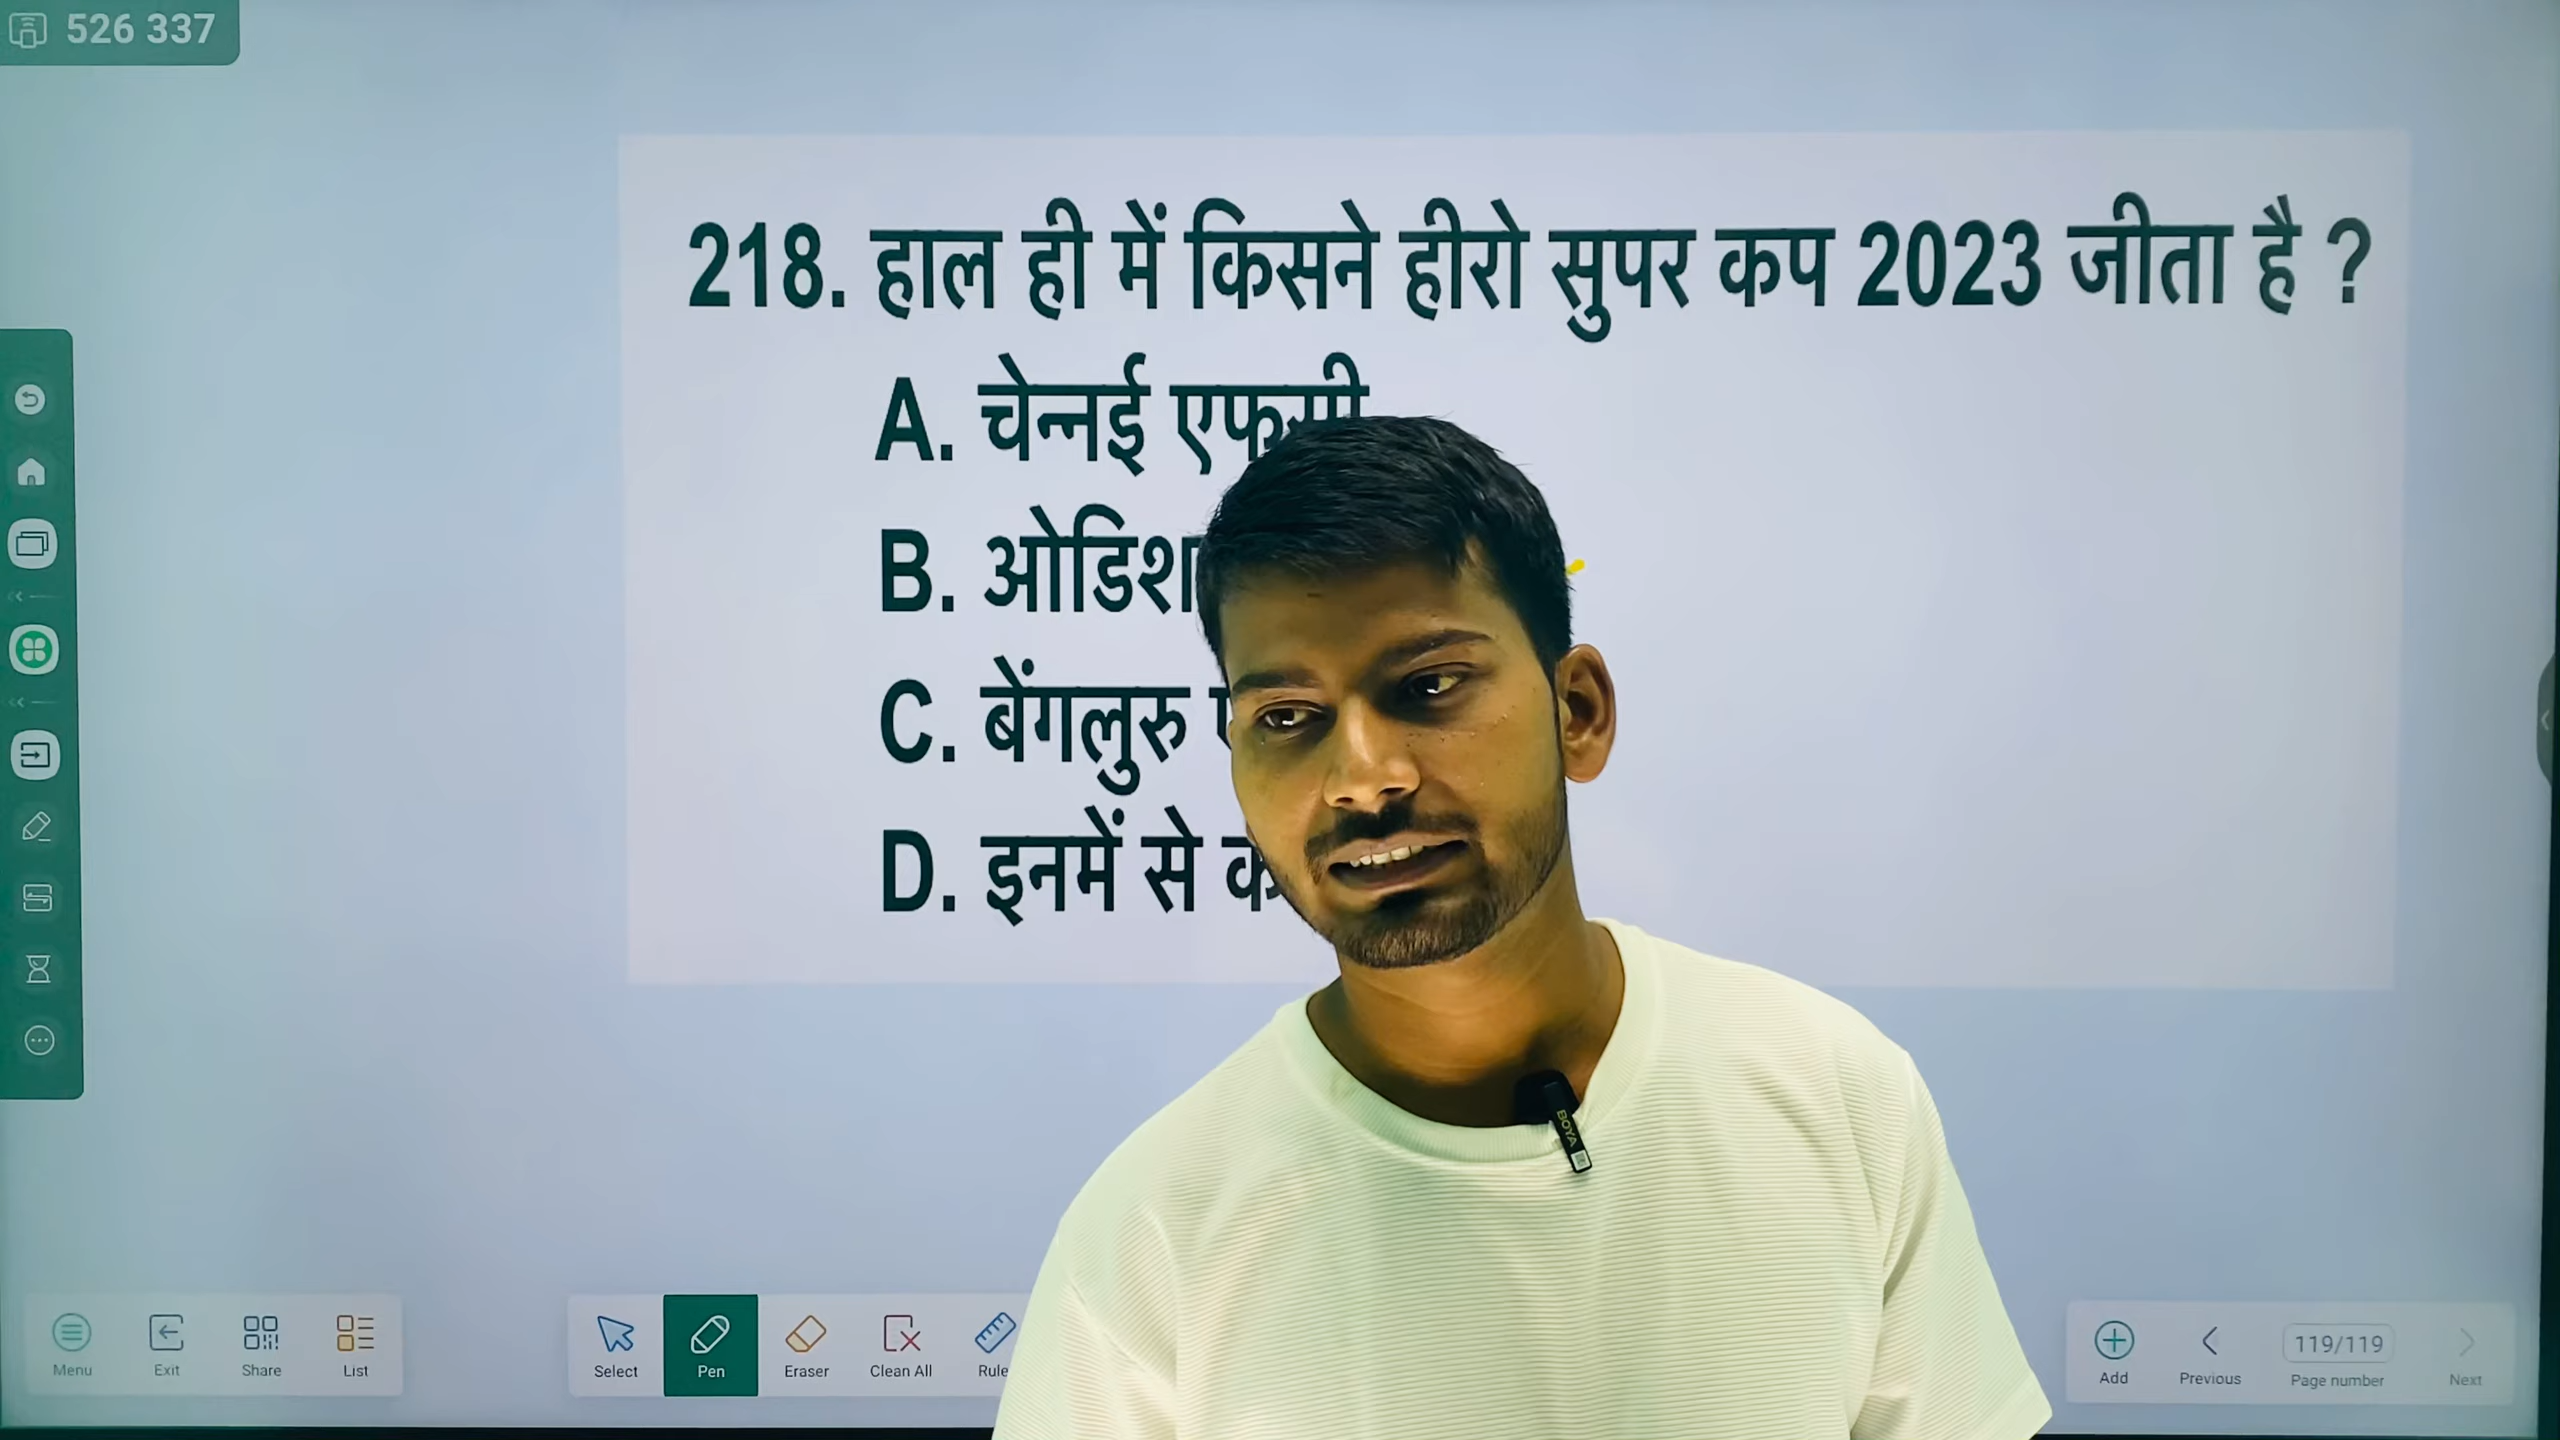 526 337
218. हाल ही में किसने हीरो सुपर कप 2023 जीता है ?
A. चेन्नई एफसी
B. ओडिशा
C. बेंगलुरु
D. इनमें से
BOYA
Menu Exit Share List Select Pen Eraser Clean All Add Previous 119/119 Page number Next